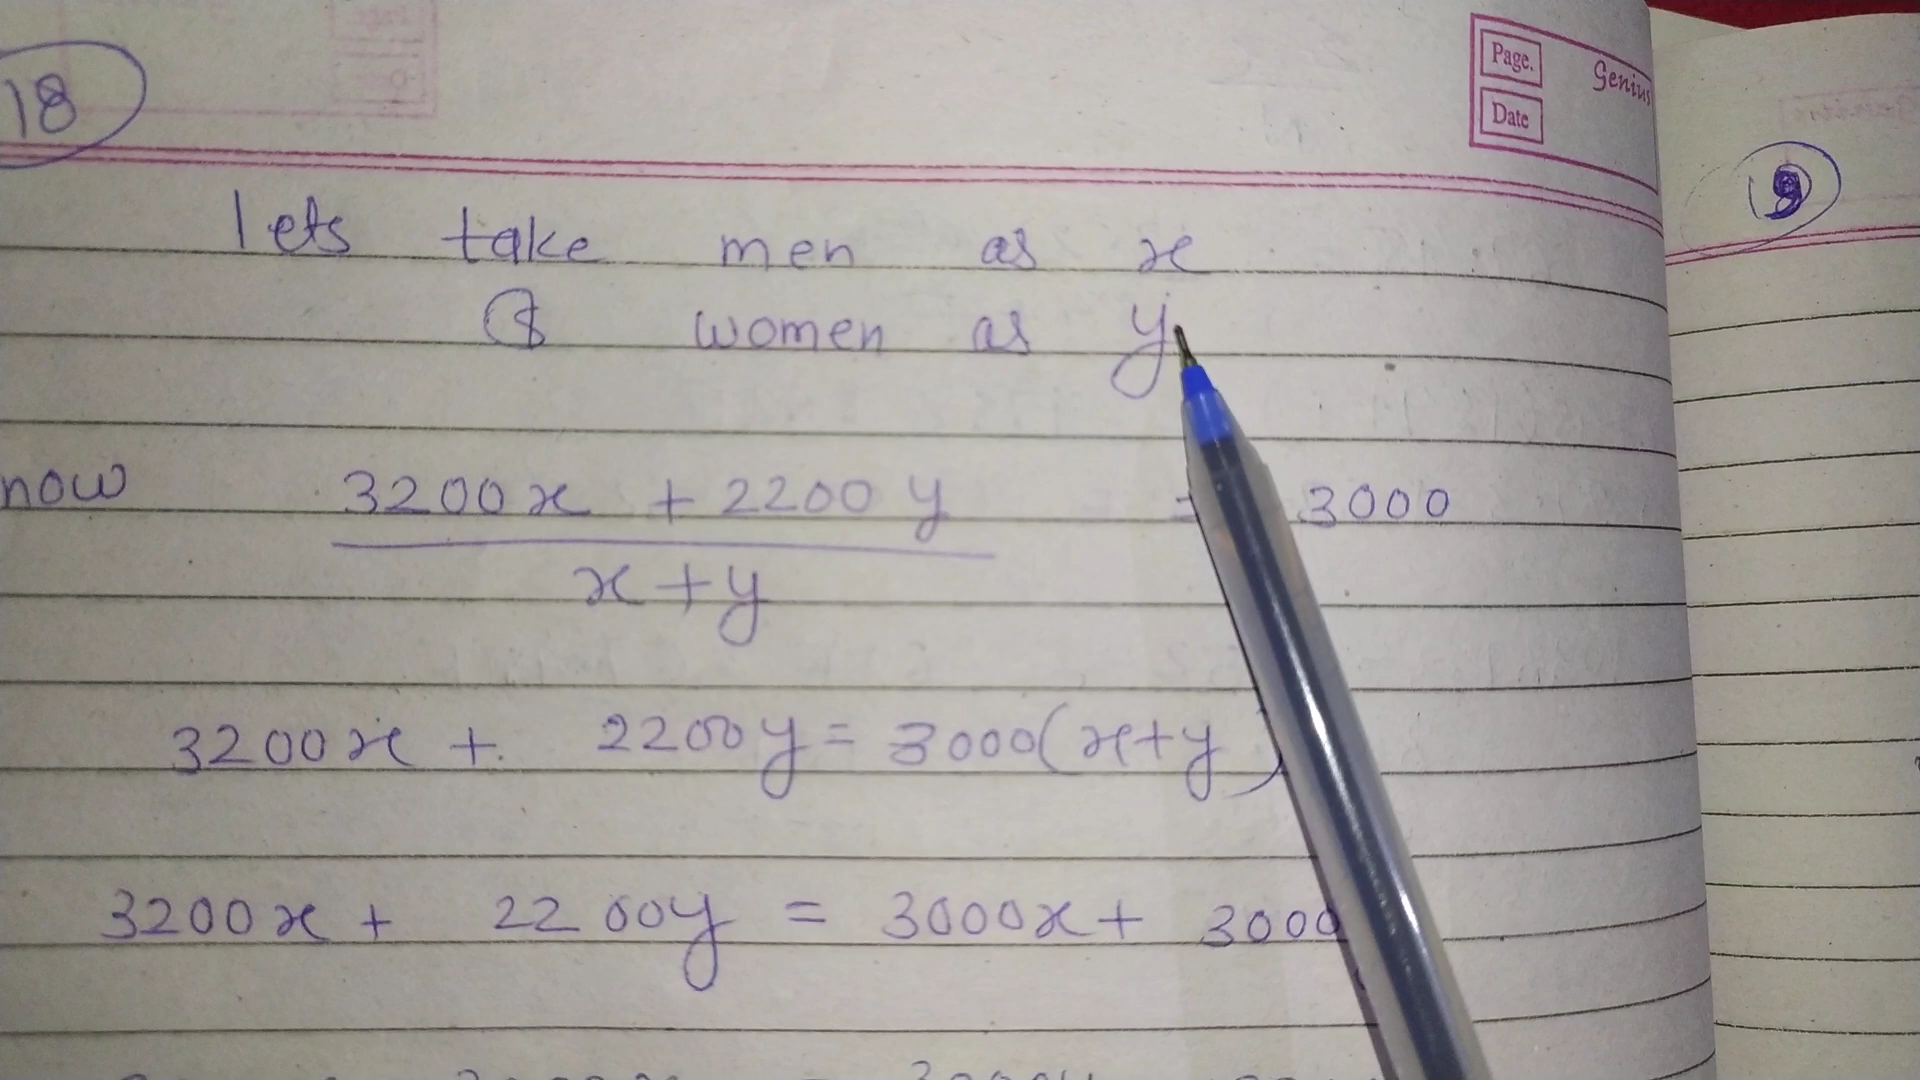 18
Page.
Date
Genius
9
lets take men as x
& women as y
now 3200x + 2200y = 3000
x+y
3200x + 2200y = 3000(x+y)
3200x + 2200y = 3000x + 3000